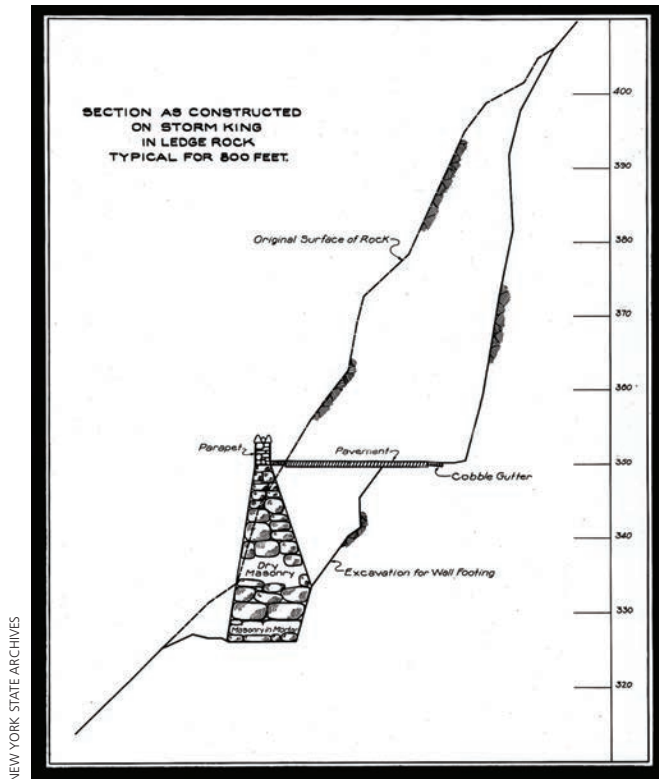 SECTION AS CONSTRUCTED
ON STORM KING
IN LEDGE ROCK
TYPICAL FOR 800 FEET.
400
390
Original Surface of Rock
380
370
360
Parapet
Pavement
350
Cobble Gutter
340
Dry
Masonry
Excavation for Wall Footing
330
Masonry in Mortar
320
NEW YORK STATE ARCHIVES